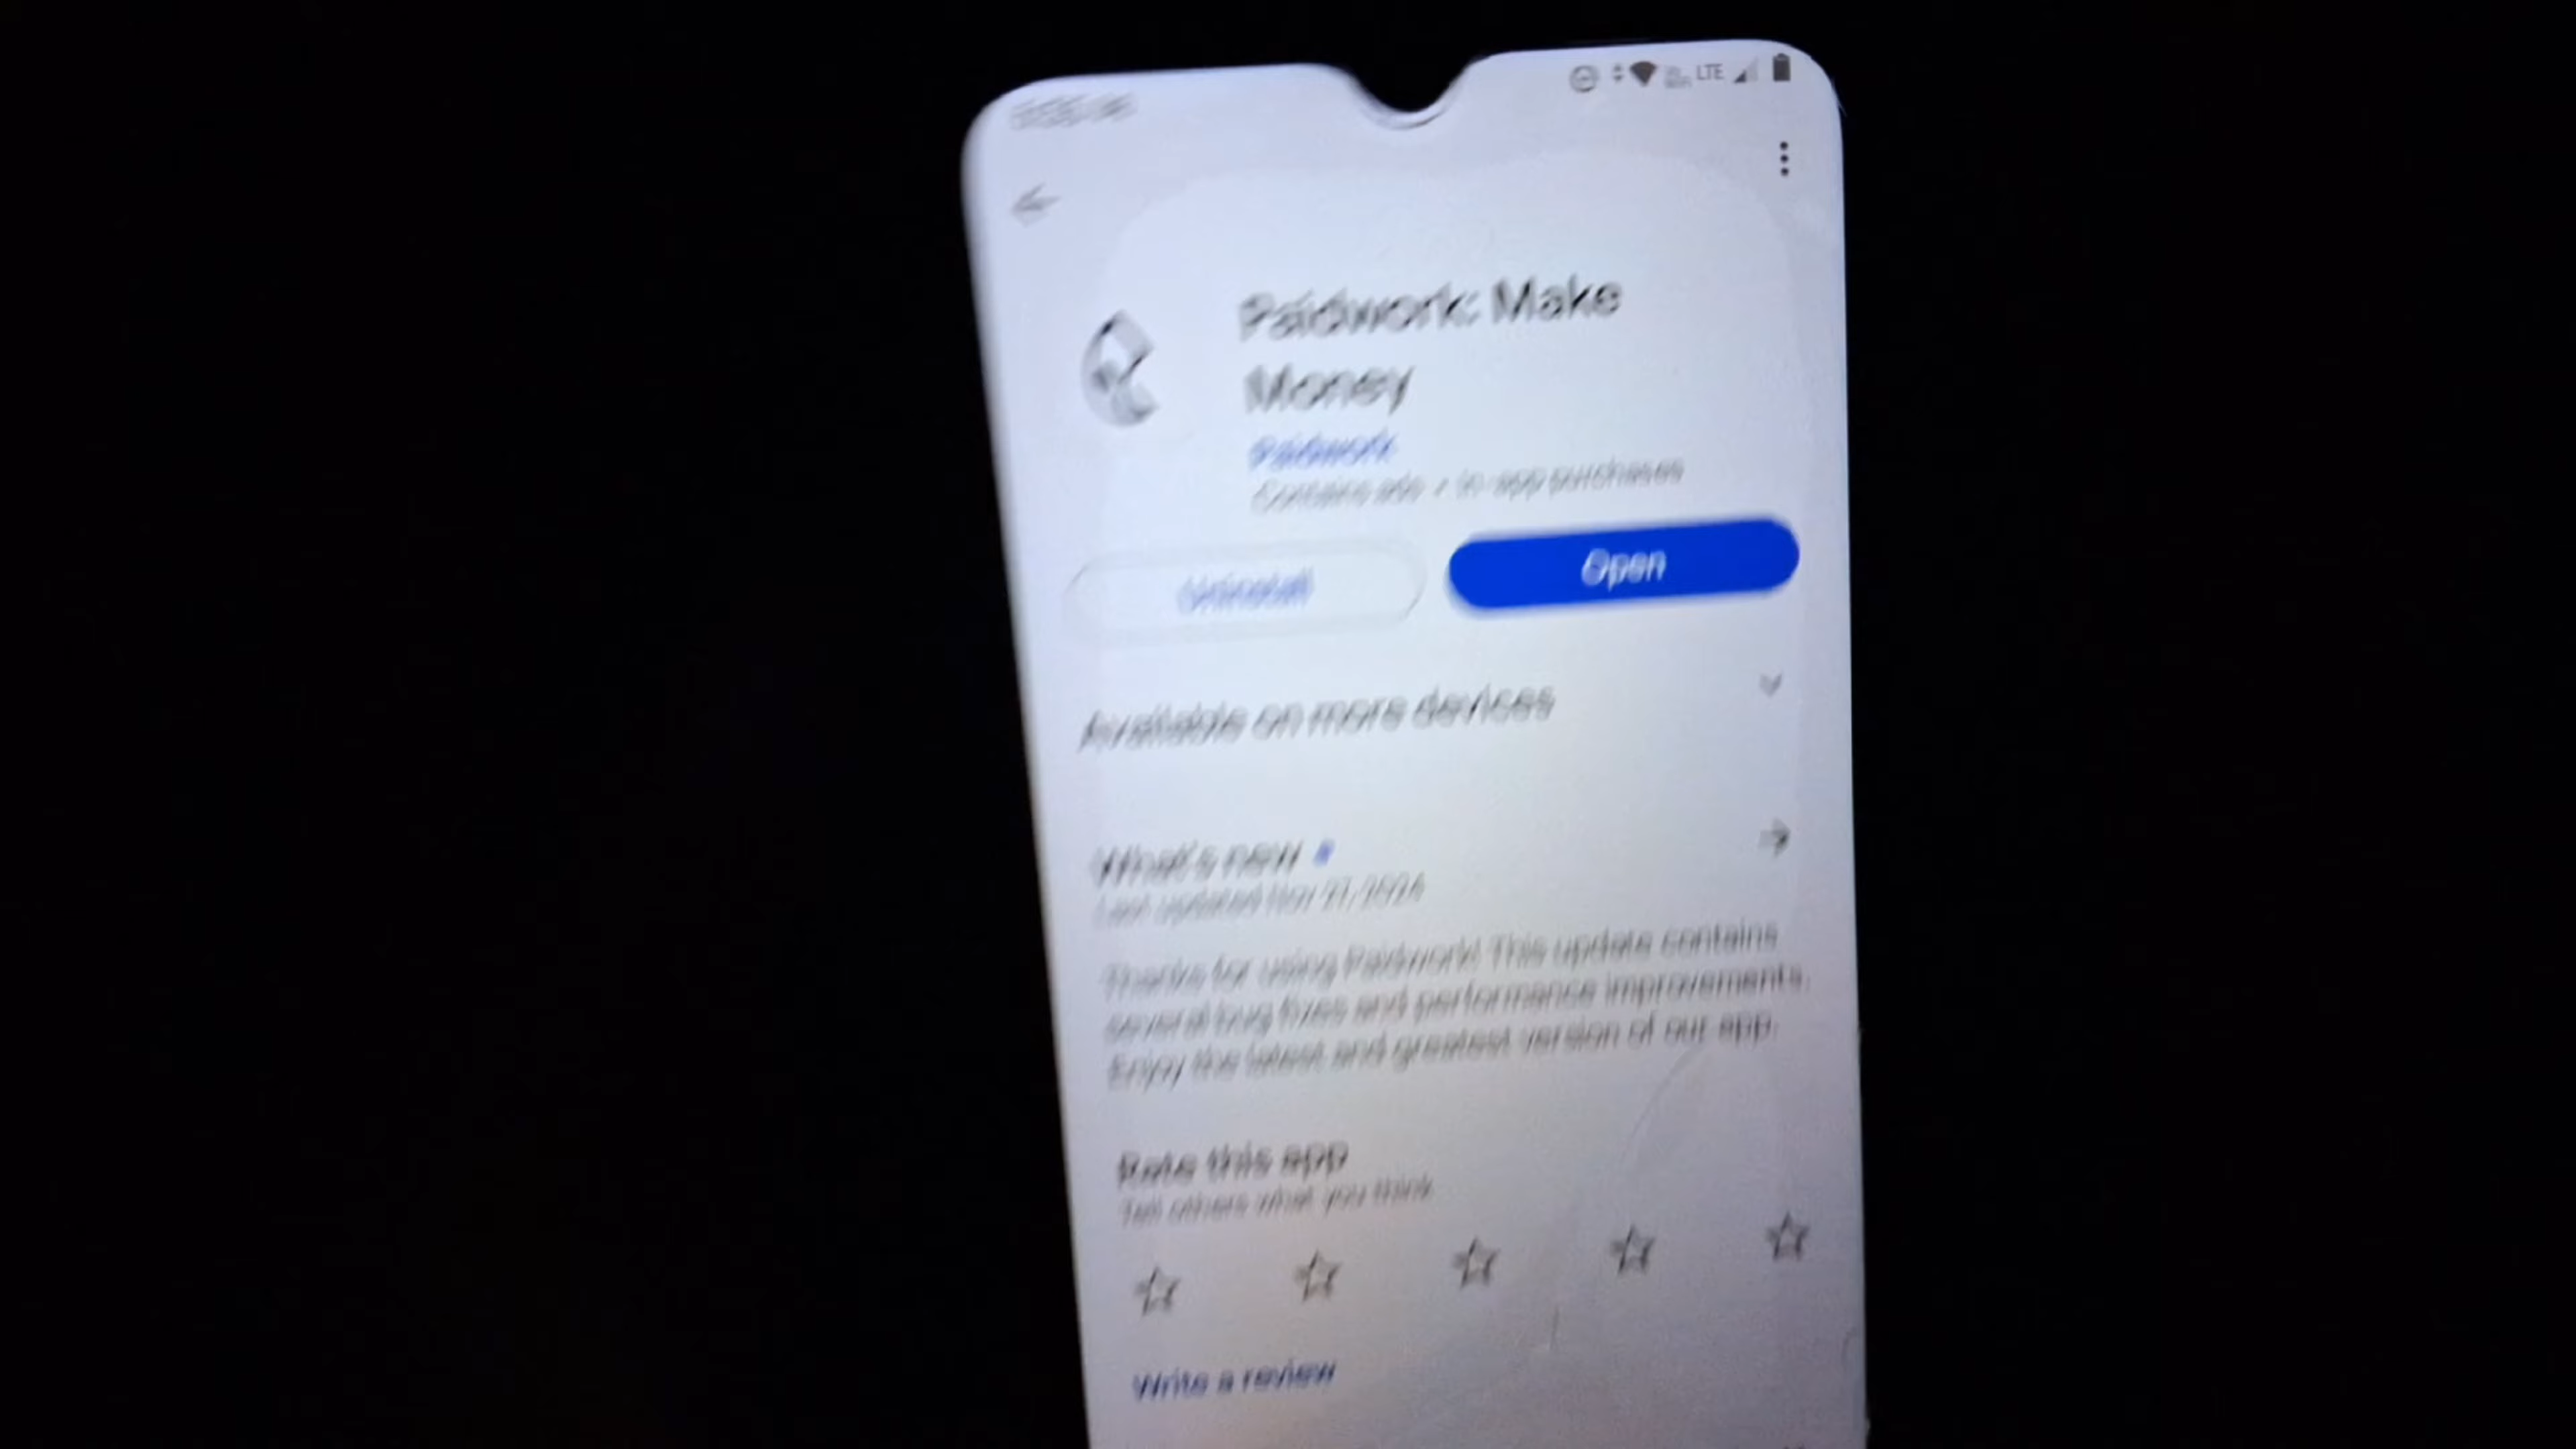 LTE
Paidwork: Make
Money
Paidwork
Contains ads • In-app purchases
Uninstall
Open
Available on more devices
What's new
Last updated Nov 21, 2024
Thanks for using Paidwork! This update contains
several bug fixes and performance improvements.
Enjoy the latest and greatest version of our app.
Rate this app
Tell others what you think
Write a review